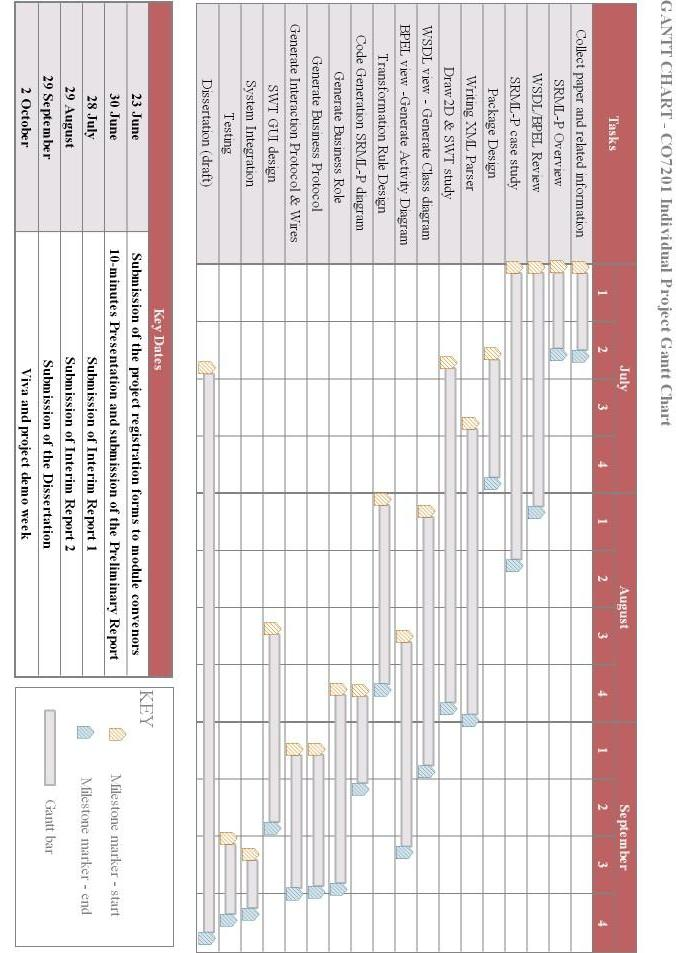 GANTT CHART - CO7201 Individual Project Gantt Chart
Tasks
July
August
September
1
2
3
4
1
2
3
4
1
2
3
4
Collect paper and related information
SRML-P Overview
WSDL/BPEL Review
SRML-P case study
Package Design
Writing XML Parser
Draw 2D & SWT study
WSDL view - Generate Class diagram
BPEL view -Generate Activity Diagram
Transformation Rule Design
Code Generation SRML-P diagram
Generate Business Role
Generate Business Protocol
Generate Interaction Protocol & Wires
SWT GUI design
System Integration
Testing
Dissertation (draft)
Key Dates
23 June Submission of the project registration forms to module convenors
30 June 10-minutes Presentation and submission of the Preliminary Report
28 July Submission of Interim Report 1
29 August Submission of Interim Report 2
29 September Submission of the Dissertation
2 October Viva and project demo week
KEY
Milestone marker - start
Milestone marker - end
Gantt bar